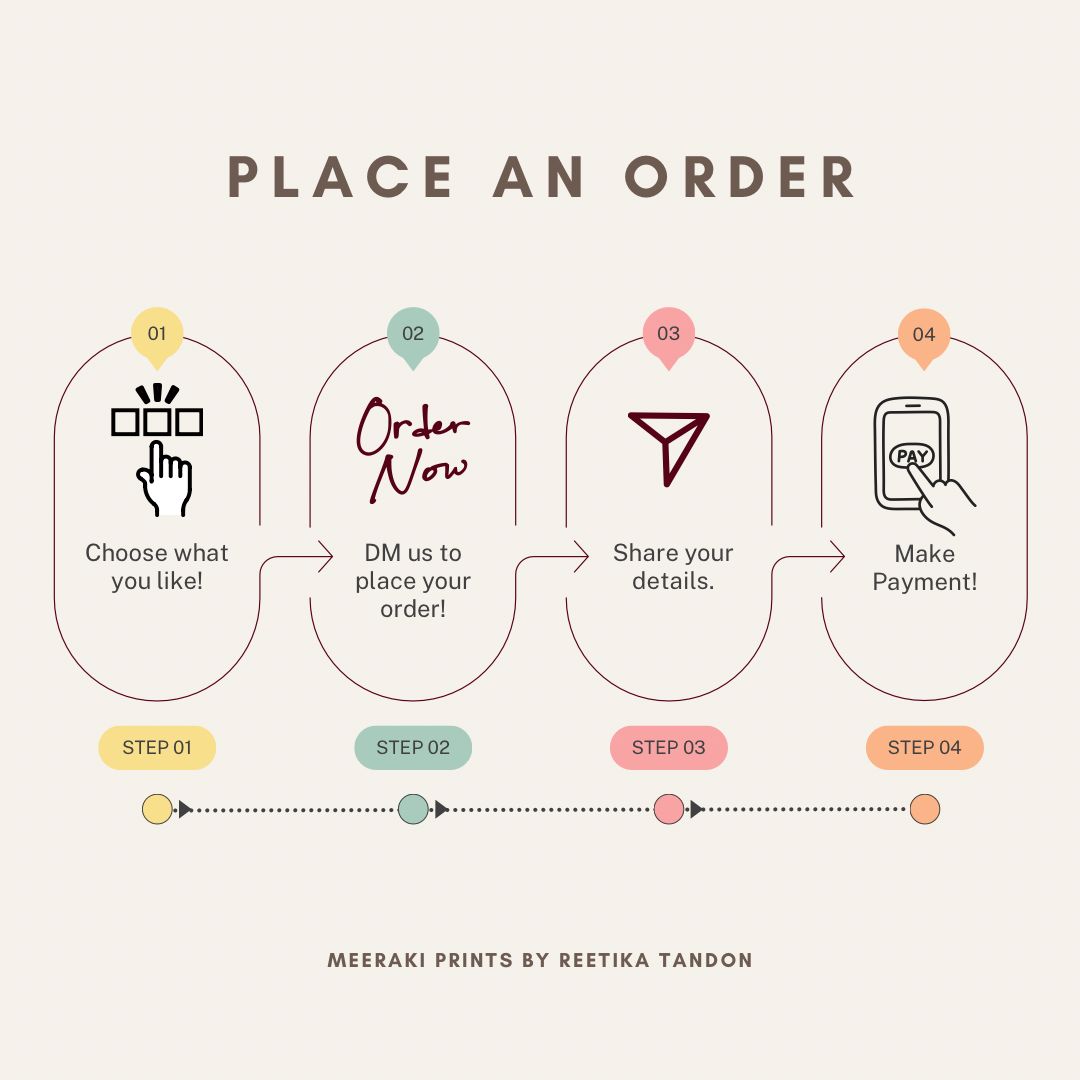 PLACE AN ORDER
01
02
03
04
Order
Now
PAY
Choose what
you like!
DM us to
place your
order!
Share your
details.
Make
Payment!
STEP 01
STEP 02
STEP 03
STEP 04
MEERAKI PRINTS BY REETIKA TANDON